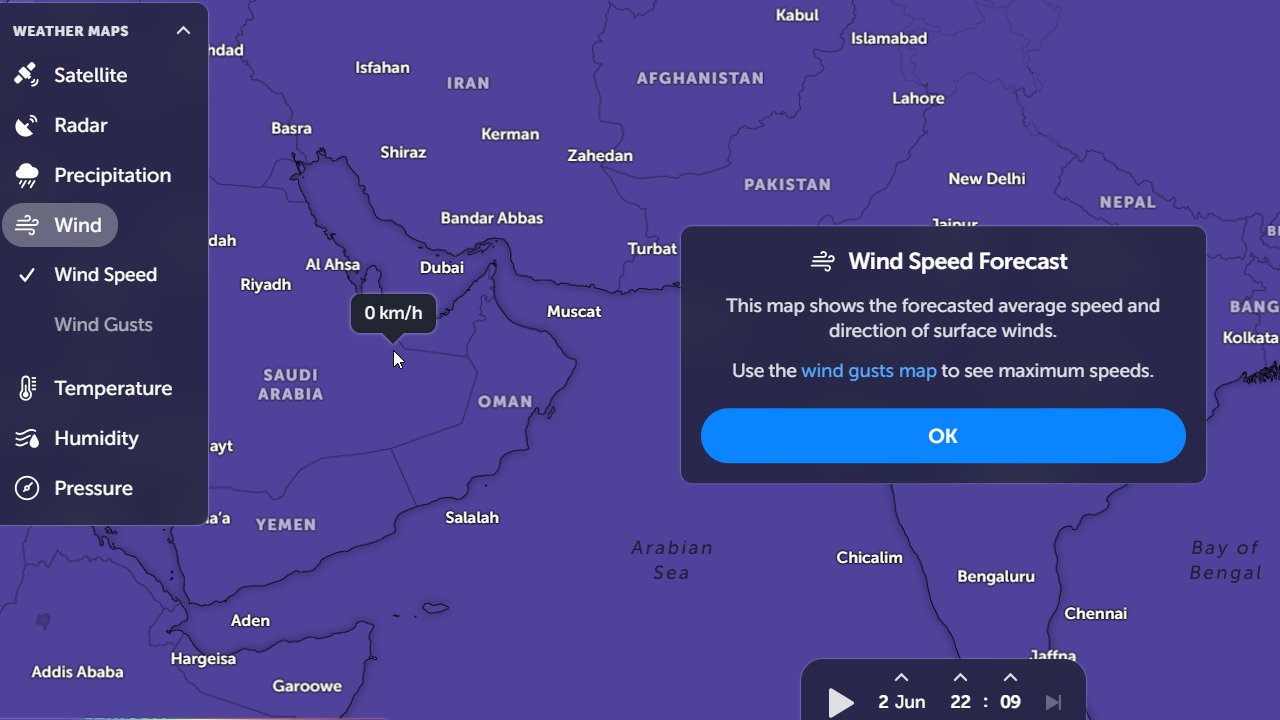 WEATHER MAPS
Satellite
Radar
Precipitation
Wind
Wind Speed
Wind Gusts
Temperature
Humidity
Pressure
Kabul
Islamabad
hdad
Isfahan
IRAN
AFGHANISTAN
Lahore
Basra
Kerman
Shiraz
Zahedan
New Delhi
PAKISTAN
NEPAL
Bandar Abbas
Jaipur
dah
Turbat
Al Ahsa
Dubai
Riyadh
0 km/h
Muscat
SAUDI
ARABIA
OMAN
ayt
Salalah
a'a
YEMEN
Arabian
Sea
Aden
Hargeisa
Addis Ababa
Garoowe
Wind Speed Forecast
This map shows the forecasted average speed and
direction of surface winds.
Use the wind gusts map to see maximum speeds.
OK
BANG
Kolkata
Bay of
Bengal
Chicalim
Bengaluru
Chennai
Jaffna
2 Jun 22 : 09